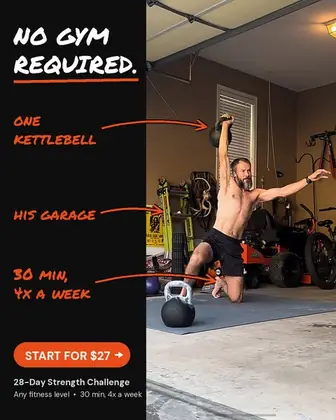 NO GYM
REQUIRED.
ONE
KETTLEBELL
HIS GARAGE
30 MIN,
4X A WEEK
START FOR $27 →
28-Day Strength Challenge
Any fitness level • 30 min, 4x a week